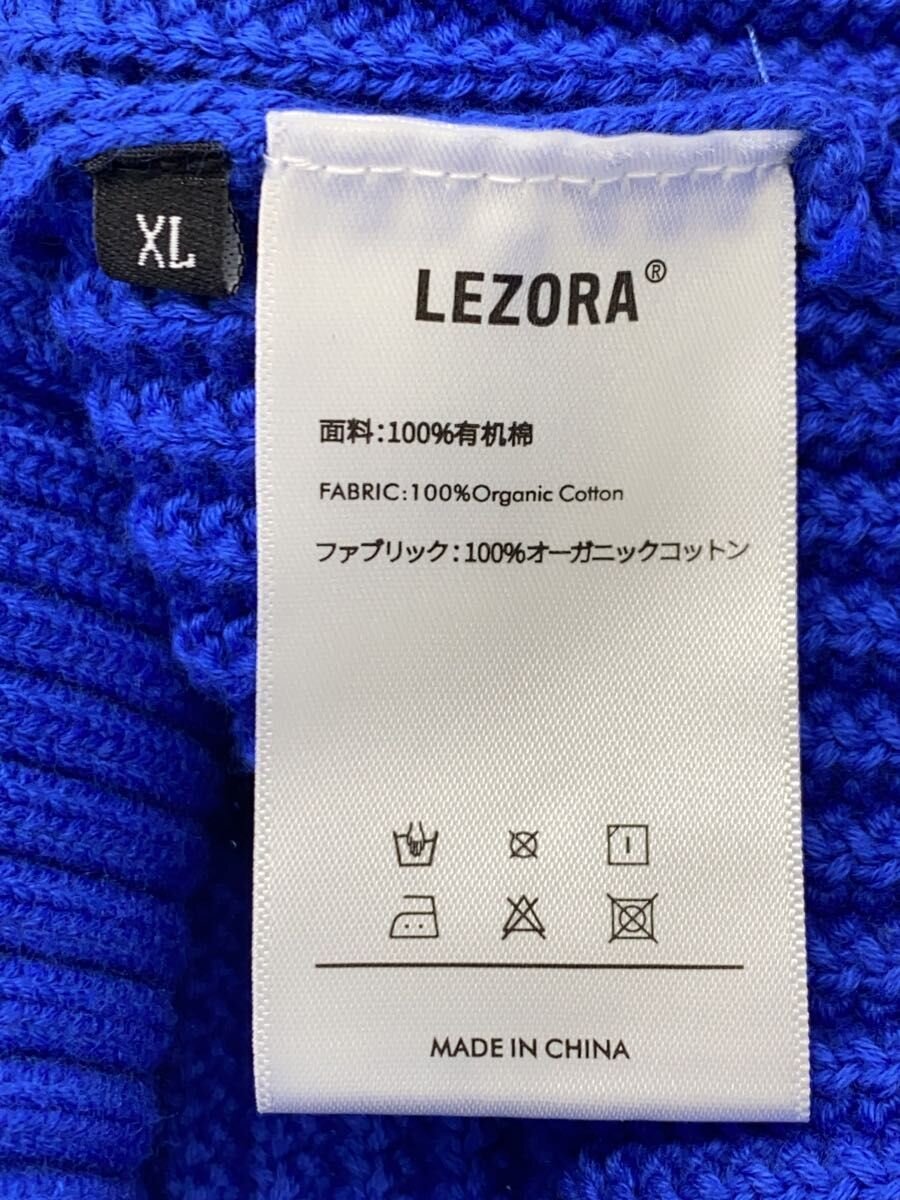 XL
LEZORA®
面料:100%有机棉
FABRIC:100%Organic Cotton
ファブリック:100%オーガニックコットン
MADE IN CHINA